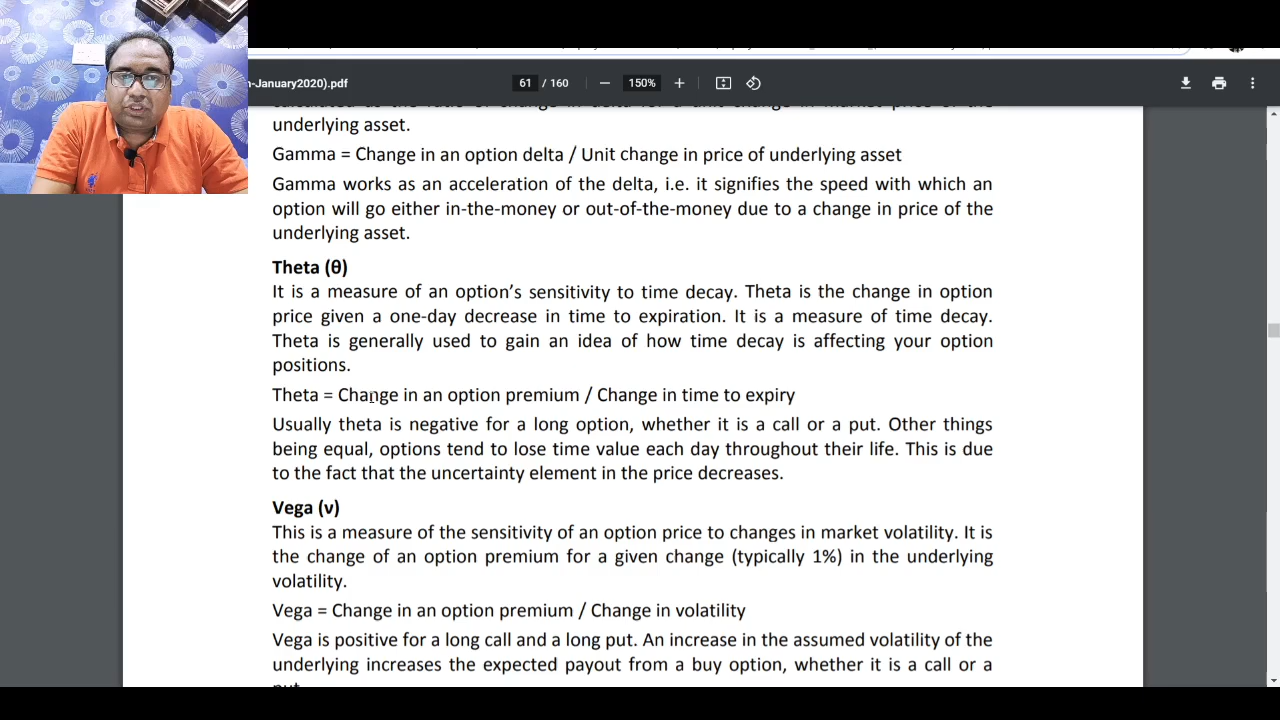 n-January2020).pdf
61 / 160
150%
underlying asset.
Gamma = Change in an option delta / Unit change in price of underlying asset
Gamma works as an acceleration of the delta, i.e. it signifies the speed with which an
option will go either in-the-money or out-of-the-money due to a change in price of the
underlying asset.
Theta (θ)
It is a measure of an option’s sensitivity to time decay. Theta is the change in option
price given a one-day decrease in time to expiration. It is a measure of time decay.
Theta is generally used to gain an idea of how time decay is affecting your option
positions.
Theta = Change in an option premium / Change in time to expiry
Usually theta is negative for a long option, whether it is a call or a put. Other things
being equal, options tend to lose time value each day throughout their life. This is due
to the fact that the uncertainty element in the price decreases.
Vega (ν)
This is a measure of the sensitivity of an option price to changes in market volatility. It is
the change of an option premium for a given change (typically 1%) in the underlying
volatility.
Vega = Change in an option premium / Change in volatility
Vega is positive for a long call and a long put. An increase in the assumed volatility of the
underlying increases the expected payout from a buy option, whether it is a call or a